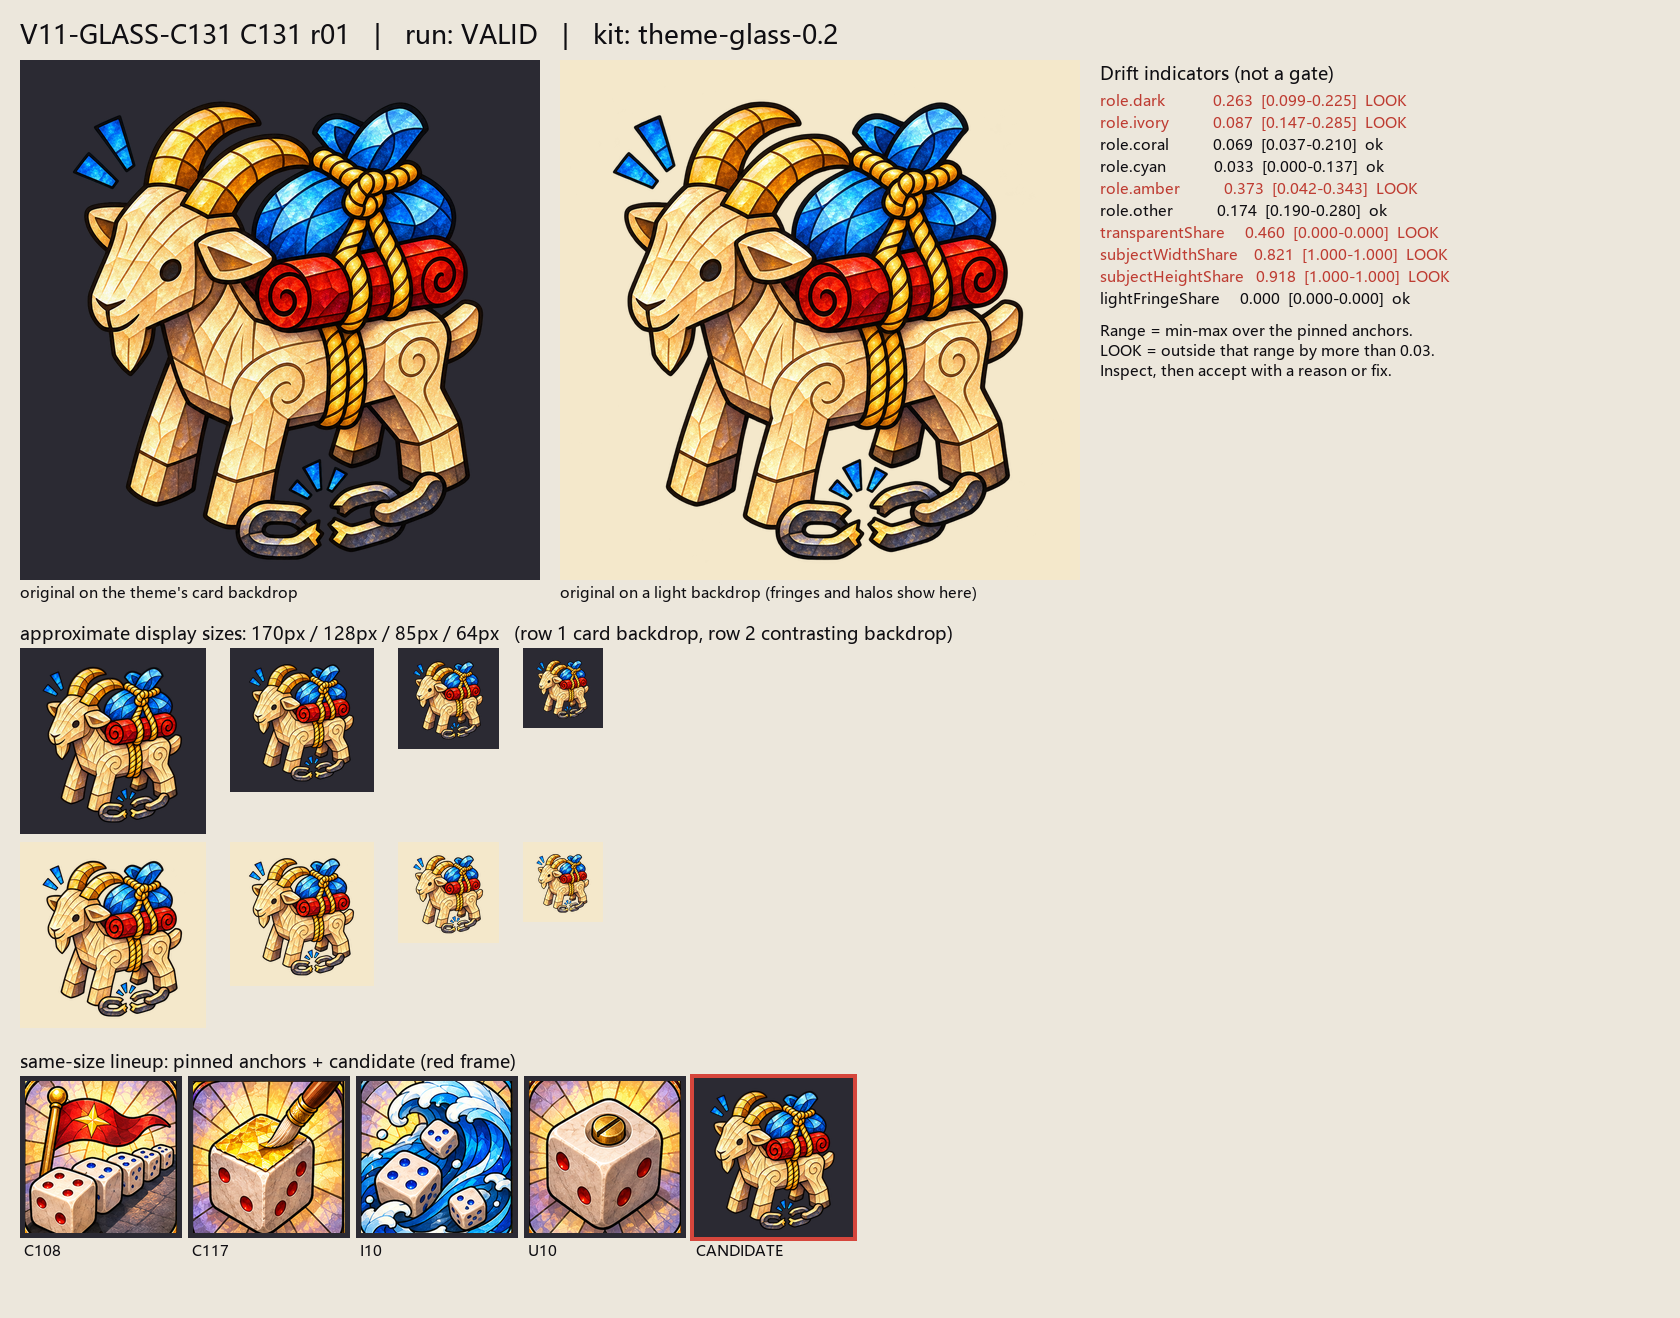 V11-GLASS-C131 C131 r01 | run: VALID | kit: theme-glass-0.2
Drift indicators (not a gate)
role.dark 0.263 [0.099-0.225] LOOK
role.ivory 0.087 [0.147-0.285] LOOK
role.coral 0.069 [0.037-0.210] ok
role.cyan 0.033 [0.000-0.137] ok
role.amber 0.373 [0.042-0.343] LOOK
role.other 0.174 [0.190-0.280] ok
transparentShare 0.460 [0.000-0.000] LOOK
subjectWidthShare 0.821 [1.000-1.000] LOOK
subjectHeightShare 0.918 [1.000-1.000] LOOK
lightFringeShare 0.000 [0.000-0.000] ok
Range = min-max over the pinned anchors.
LOOK = outside that range by more than 0.03.
Inspect, then accept with a reason or fix.
original on the theme's card backdrop
original on a light backdrop (fringes and halos show here)
approximate display sizes: 170px / 128px / 85px / 64px (row 1 card backdrop, row 2 contrasting backdrop)
same-size lineup: pinned anchors + candidate (red frame)
C108
C117
I10
U10
CANDIDATE